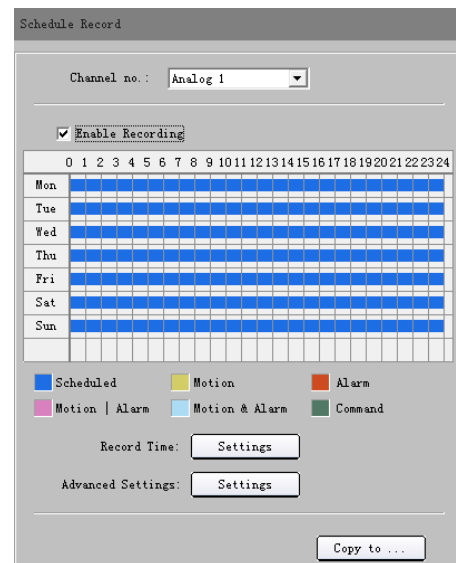 Schedule Record
Channel no.: Analog 1
Enable Recording
0 1 2 3 4 5 6 7 8 9 10 11 12 13 14 15 16 17 18 19 20 21 22 23 24
Mon
Tue
Wed
Thu
Fri
Sat
Sun
Scheduled Motion Alarm
Motion | Alarm Motion & Alarm Command
Record Time: Settings
Advanced Settings: Settings
Copy to ...